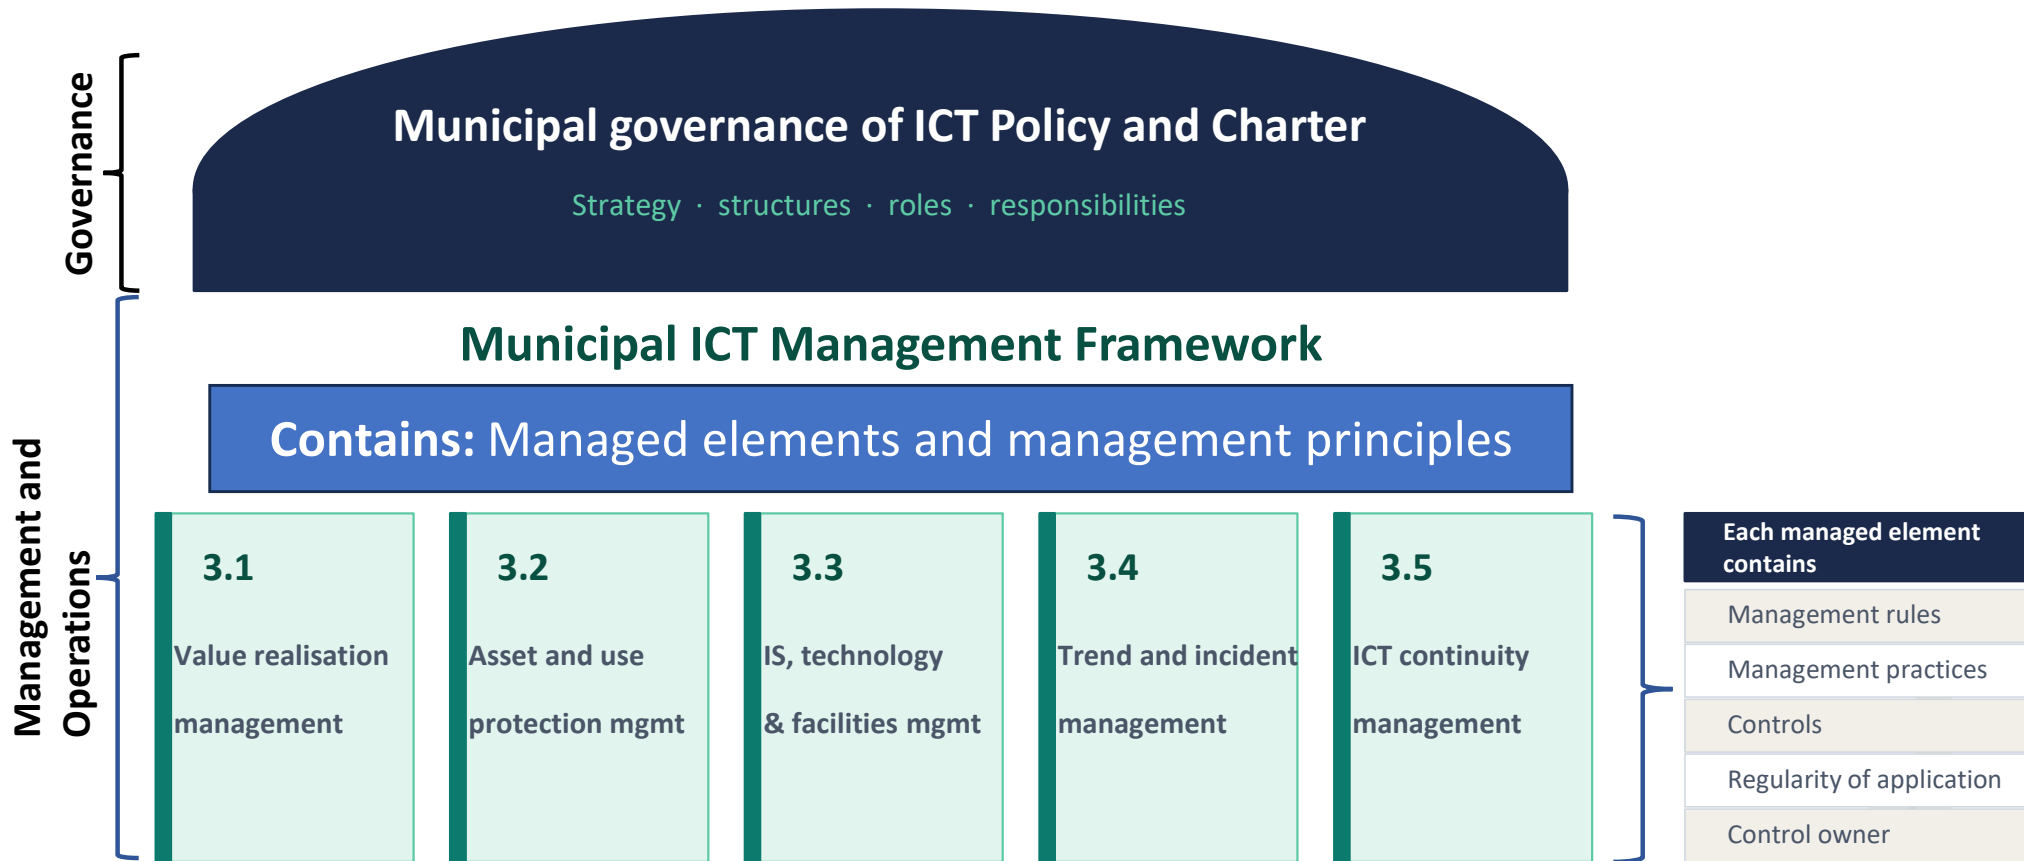 Governance
Municipal governance of ICT Policy and Charter
Strategy · structures · roles · responsibilities
Management and
Operations
Municipal ICT Management Framework
Contains: Managed elements and management principles
3.1
Value realisation
management
3.2
Asset and use
protection mgmt
3.3
IS, technology
& facilities mgmt
3.4
Trend and incident
management
3.5
ICT continuity
management
Each managed element
contains
Management rules
Management practices
Controls
Regularity of application
Control owner